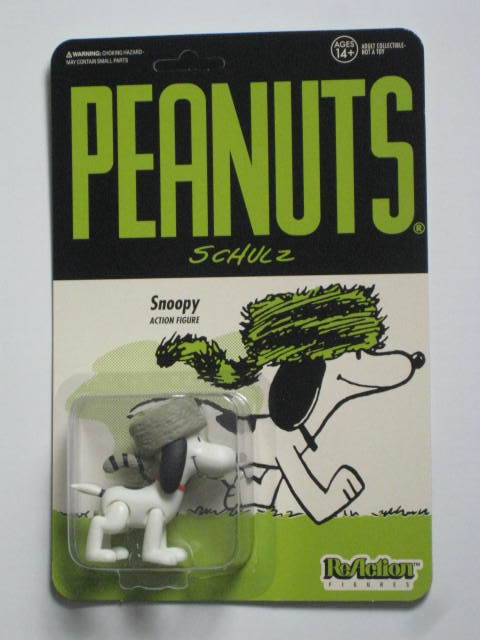 WARNING: CHOKING HAZARD-
MAY CONTAIN SMALL PARTS
AGES
14+
ADULT COLLECTIBLE-
NOT A TOY
PEANUTS®
SCHULZ
Snoopy
ACTION FIGURE
ReAction™
FIGURES